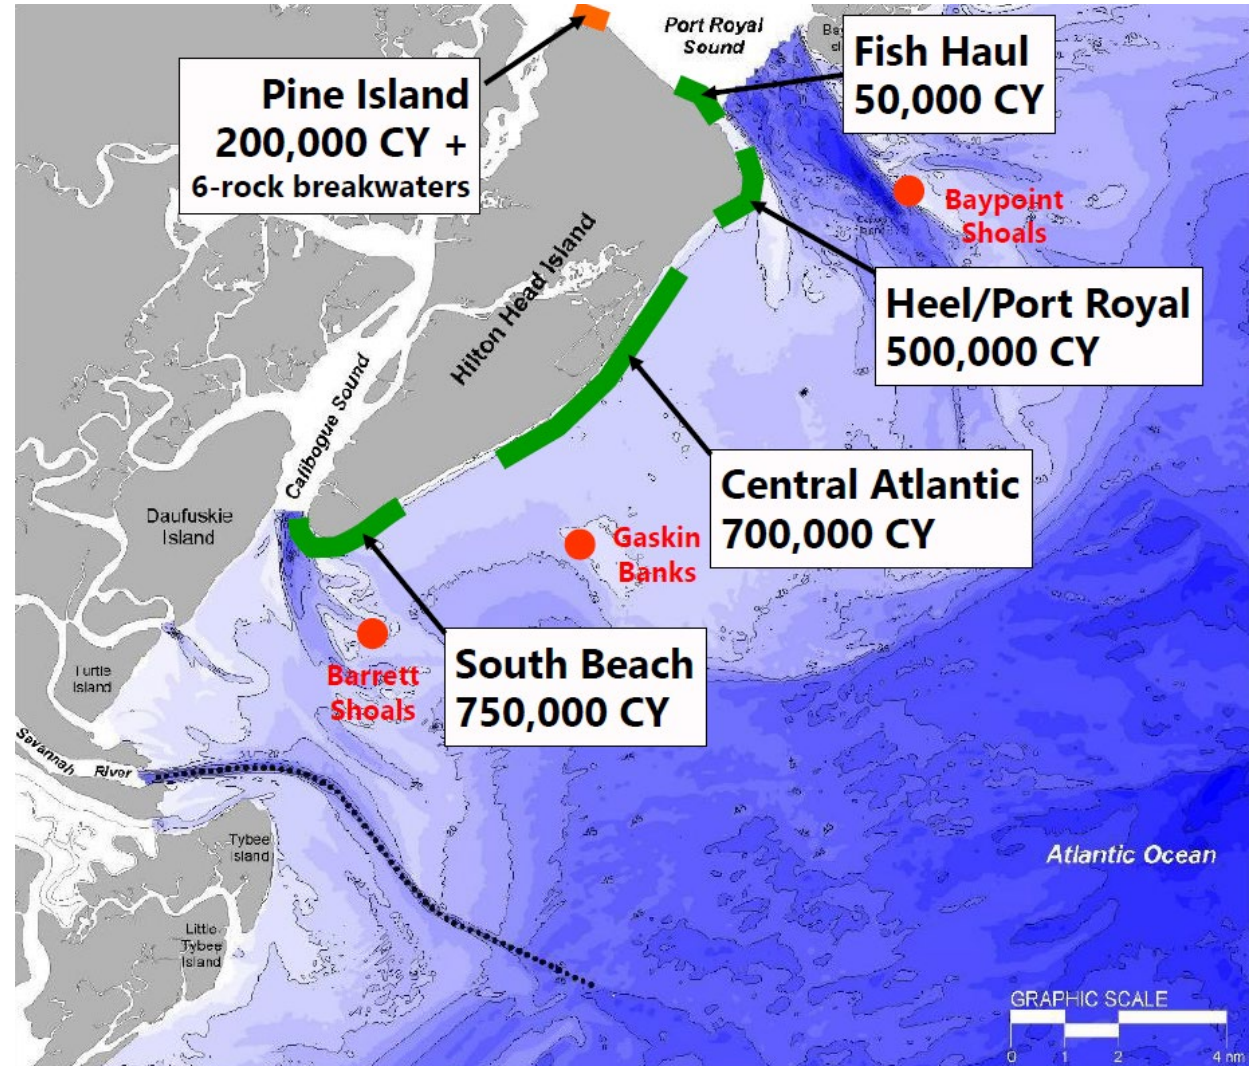 Port Royal
Sound
Fish Haul
50,000 CY
Pine Island
200,000 CY +
6-rock breakwaters
Baypoint
Shoals
Hilton Head Island
Heel/Port Royal
500,000 CY
Calibogue Sound
Central Atlantic
700,000 CY
Daufuskie
Island
Gaskin
Banks
South Beach
750,000 CY
Barrett
Shoals
Turtle
Island
Savannah River
Tybee
Island
Atlantic Ocean
Little
Tybee
Island
GRAPHIC SCALE
0 1 2 4 nm